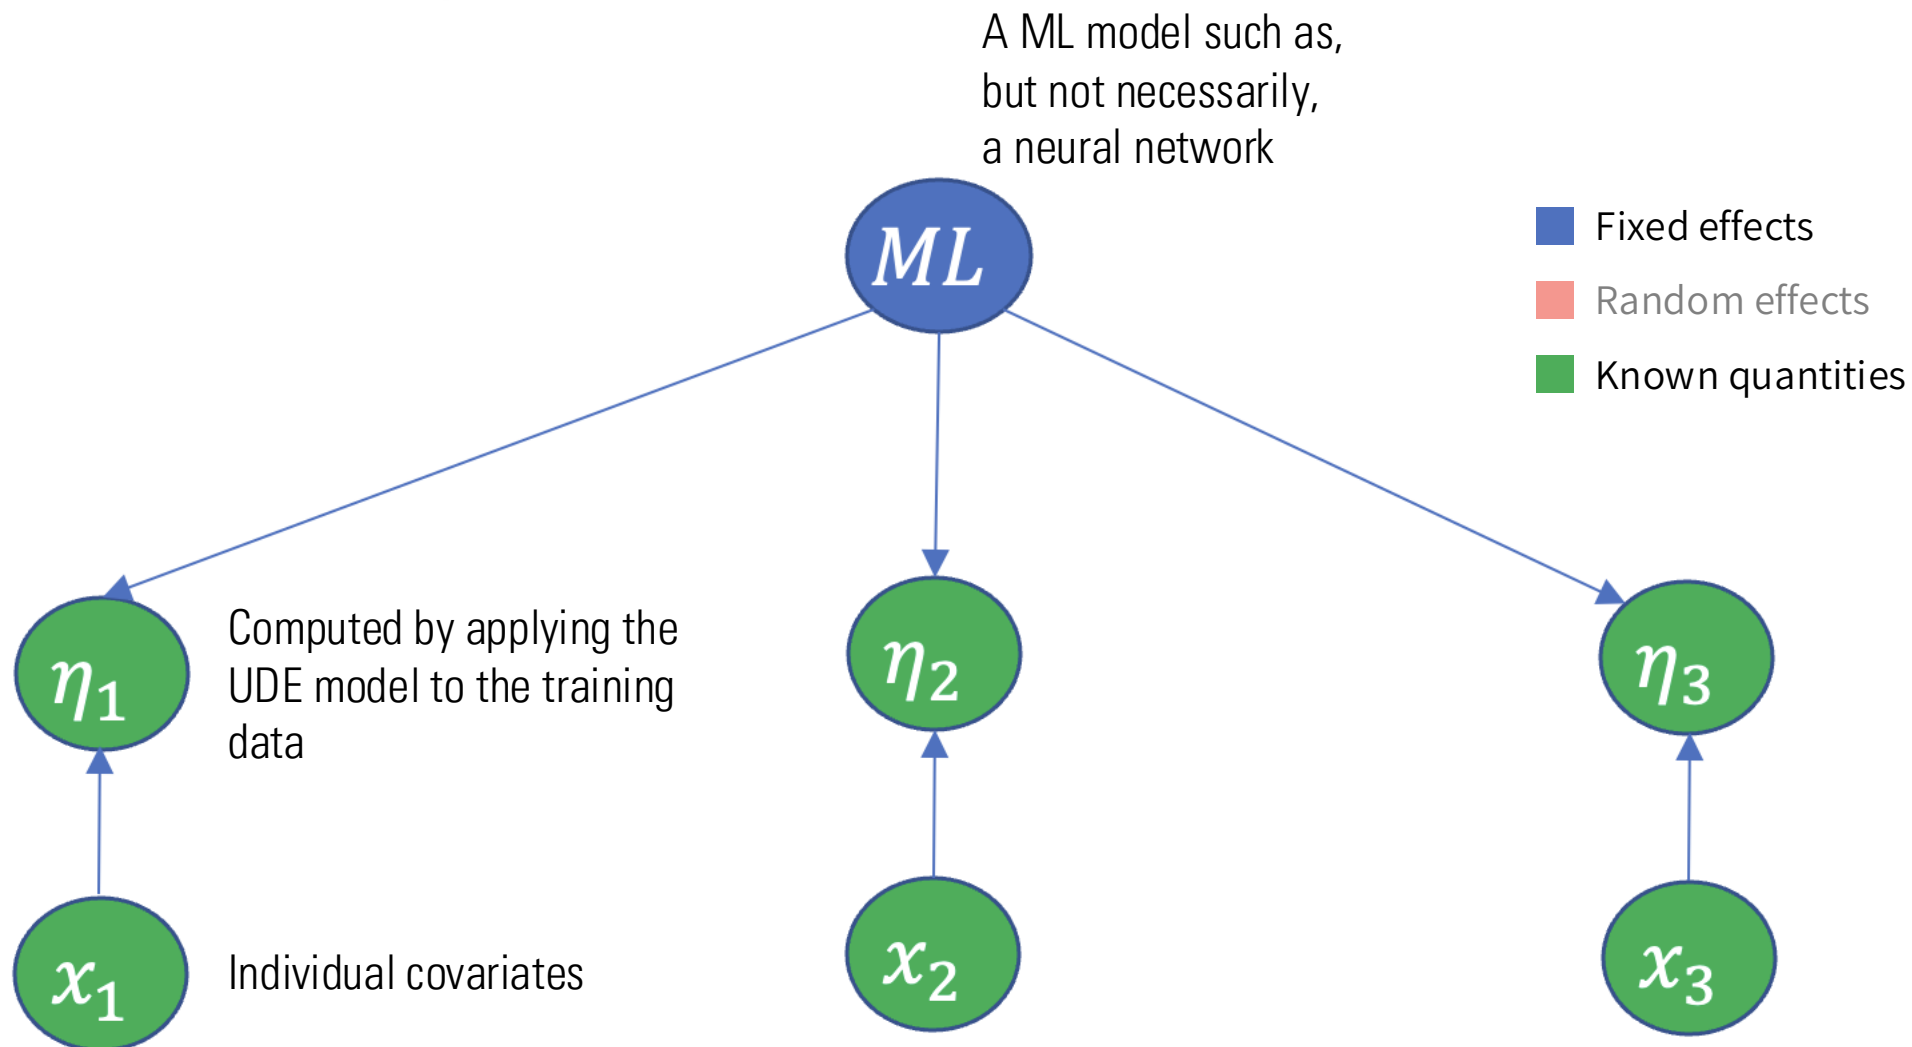 A ML model such as,
but not necessarily,
a neural network
ML
Fixed effects
Random effects
Known quantities
η1
Computed by applying the
UDE model to the training
data
η2
η3
x1
Individual covariates
x2
x3